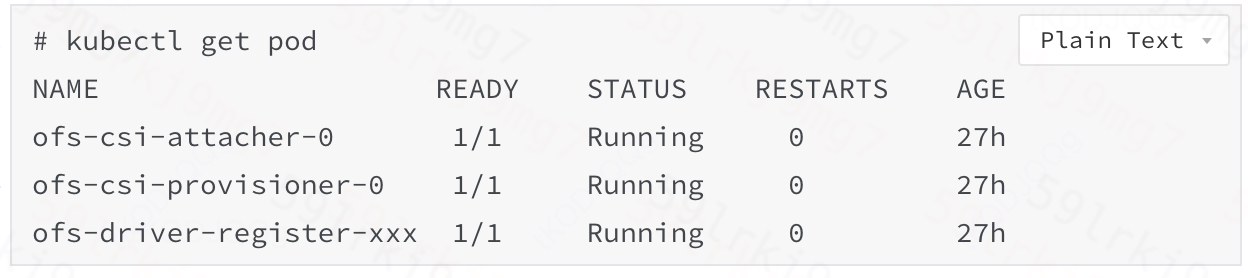 # kubectl get pod
Plain Text
NAME READY STATUS RESTARTS AGE
ofs-csi-attacher-0 1/1 Running 0 27h
ofs-csi-provisioner-0 1/1 Running 0 27h
ofs-driver-register-xxx 1/1 Running 0 27h